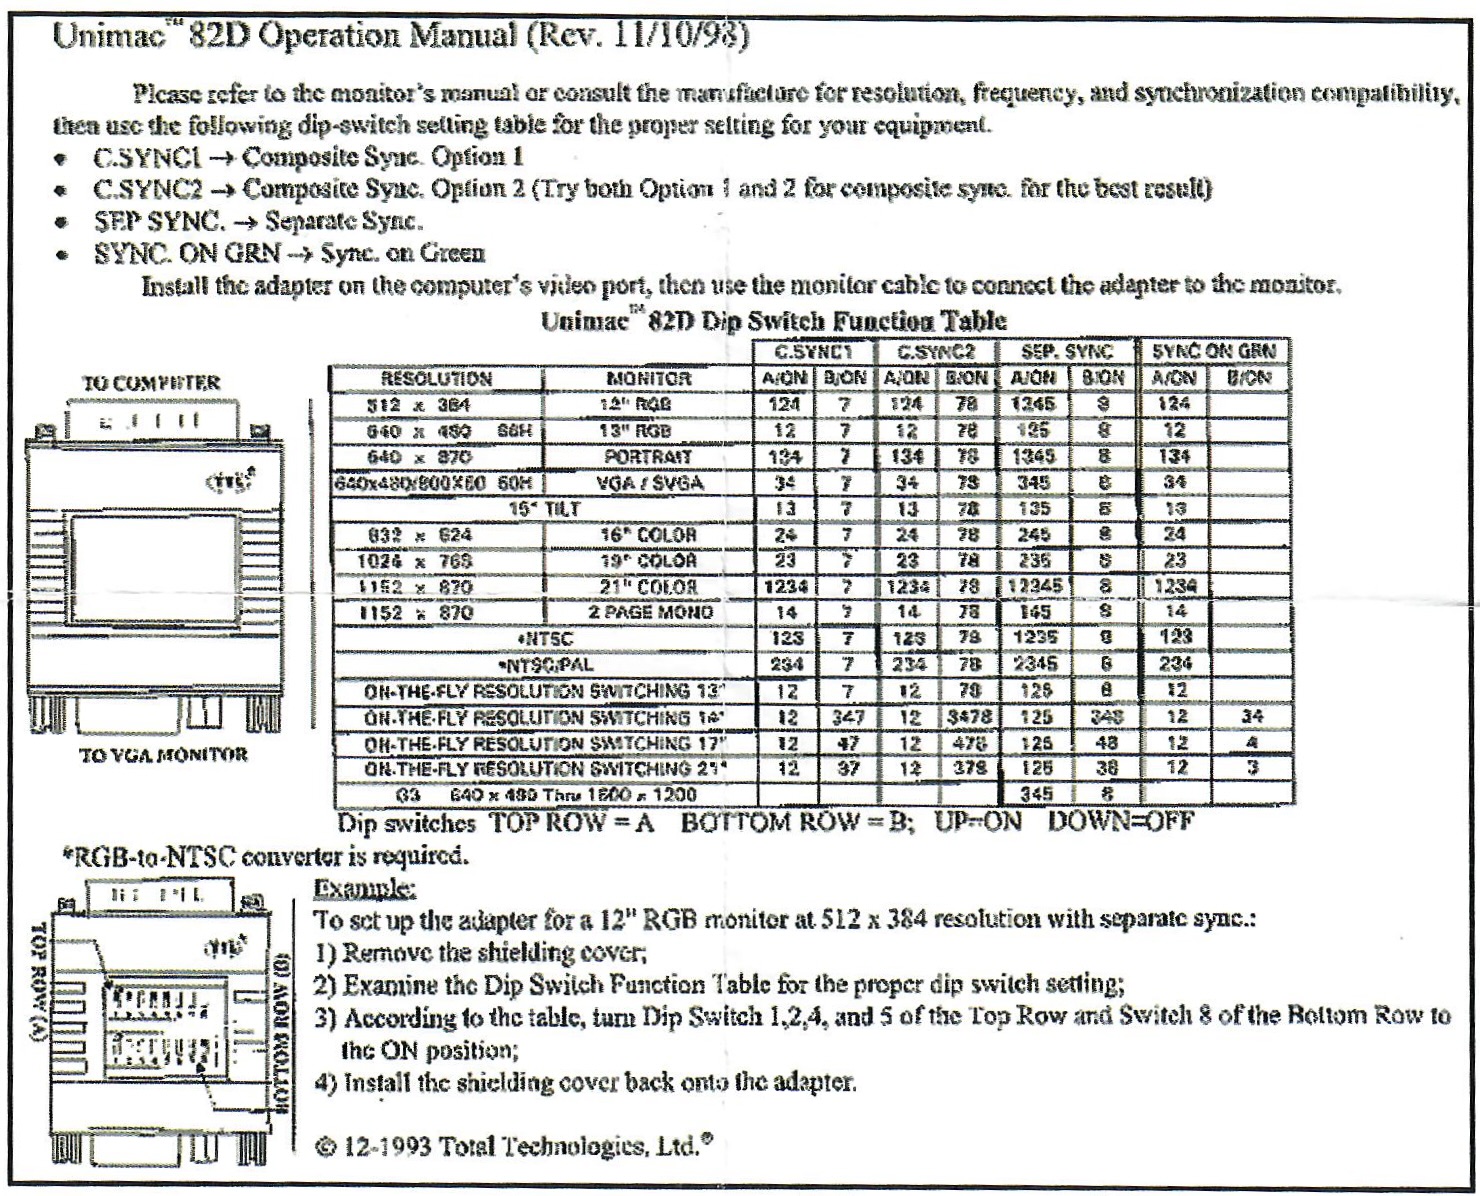 Unimac™ 82D Operation Manual (Rev. 11/10/98)
Please refer to the monitor's manual or consult the manufacture for resolution, frequency, and synchronization compatibility,
then use the following dip-switch setting table for the proper setting for your equipment.
• C.SYNC1 → Composite Sync. Option 1
• C.SYNC2 → Composite Sync. Option 2 (Try both Option 1 and 2 for composite sync. for the best result)
• SEP SYNC. → Separate Sync.
• SYNC. ON GRN → Sync. on Green
Install the adapter on the computer's video port, then use the monitor cable to connect the adapter to the monitor.
Unimac™ 82D Dip Switch Function Table
C.SYNC1 C.SYNC2 SEP. SYNC SYNC ON GRN
RESOLUTION MONITOR A/ON B/ON A/ON B/ON A/ON B/ON A/ON B/ON
512 x 384 12" RGB 124 7 124 78 1245 8 124
640 x 480 66H 13" RGB 12 7 12 78 125 8 12
640 x 870 PORTRAIT 134 7 134 78 1345 8 134
640x480/800X60 60H VGA / SVGA 34 7 34 78 345 8 34
15" TILT 13 7 13 78 135 8 13
832 x 624 16" COLOR 24 7 24 78 245 8 24
1024 x 768 19" COLOR 23 7 23 78 235 8 23
1152 x 870 21" COLOR 1234 7 1234 78 12345 8 1234
1152 x 870 2 PAGE MONO 14 7 14 78 145 8 14
*NTSC 123 7 123 78 1235 8 123
*NTSC/PAL 234 7 234 78 2345 8 234
ON-THE-FLY RESOLUTION SWITCHING 13" 12 7 12 78 125 8 12
ON-THE-FLY RESOLUTION SWITCHING 14" 12 347 12 3478 125 348 12 34
ON-THE-FLY RESOLUTION SWITCHING 17" 12 47 12 478 125 48 12 4
ON-THE-FLY RESOLUTION SWITCHING 21" 12 37 12 378 125 38 12 3
G3 640 x 480 Thru 1600 x 1200 345 8
Dip switches TOP ROW = A BOTTOM ROW = B; UP=ON DOWN=OFF
*RGB-to-NTSC converter is required.
TO COMPUTER
TO VGA MONITOR
TOP ROW (A)
BOTTOM ROW (B)
Example:
To set up the adapter for a 12" RGB monitor at 512 x 384 resolution with separate sync.:
1) Remove the shielding cover;
2) Examine the Dip Switch Function Table for the proper dip switch setting;
3) According to the table, turn Dip Switch 1,2,4, and 5 of the Top Row and Switch 8 of the Bottom Row to
the ON position;
4) Install the shielding cover back onto the adapter.
© 12-1993 Total Technologies, Ltd.®